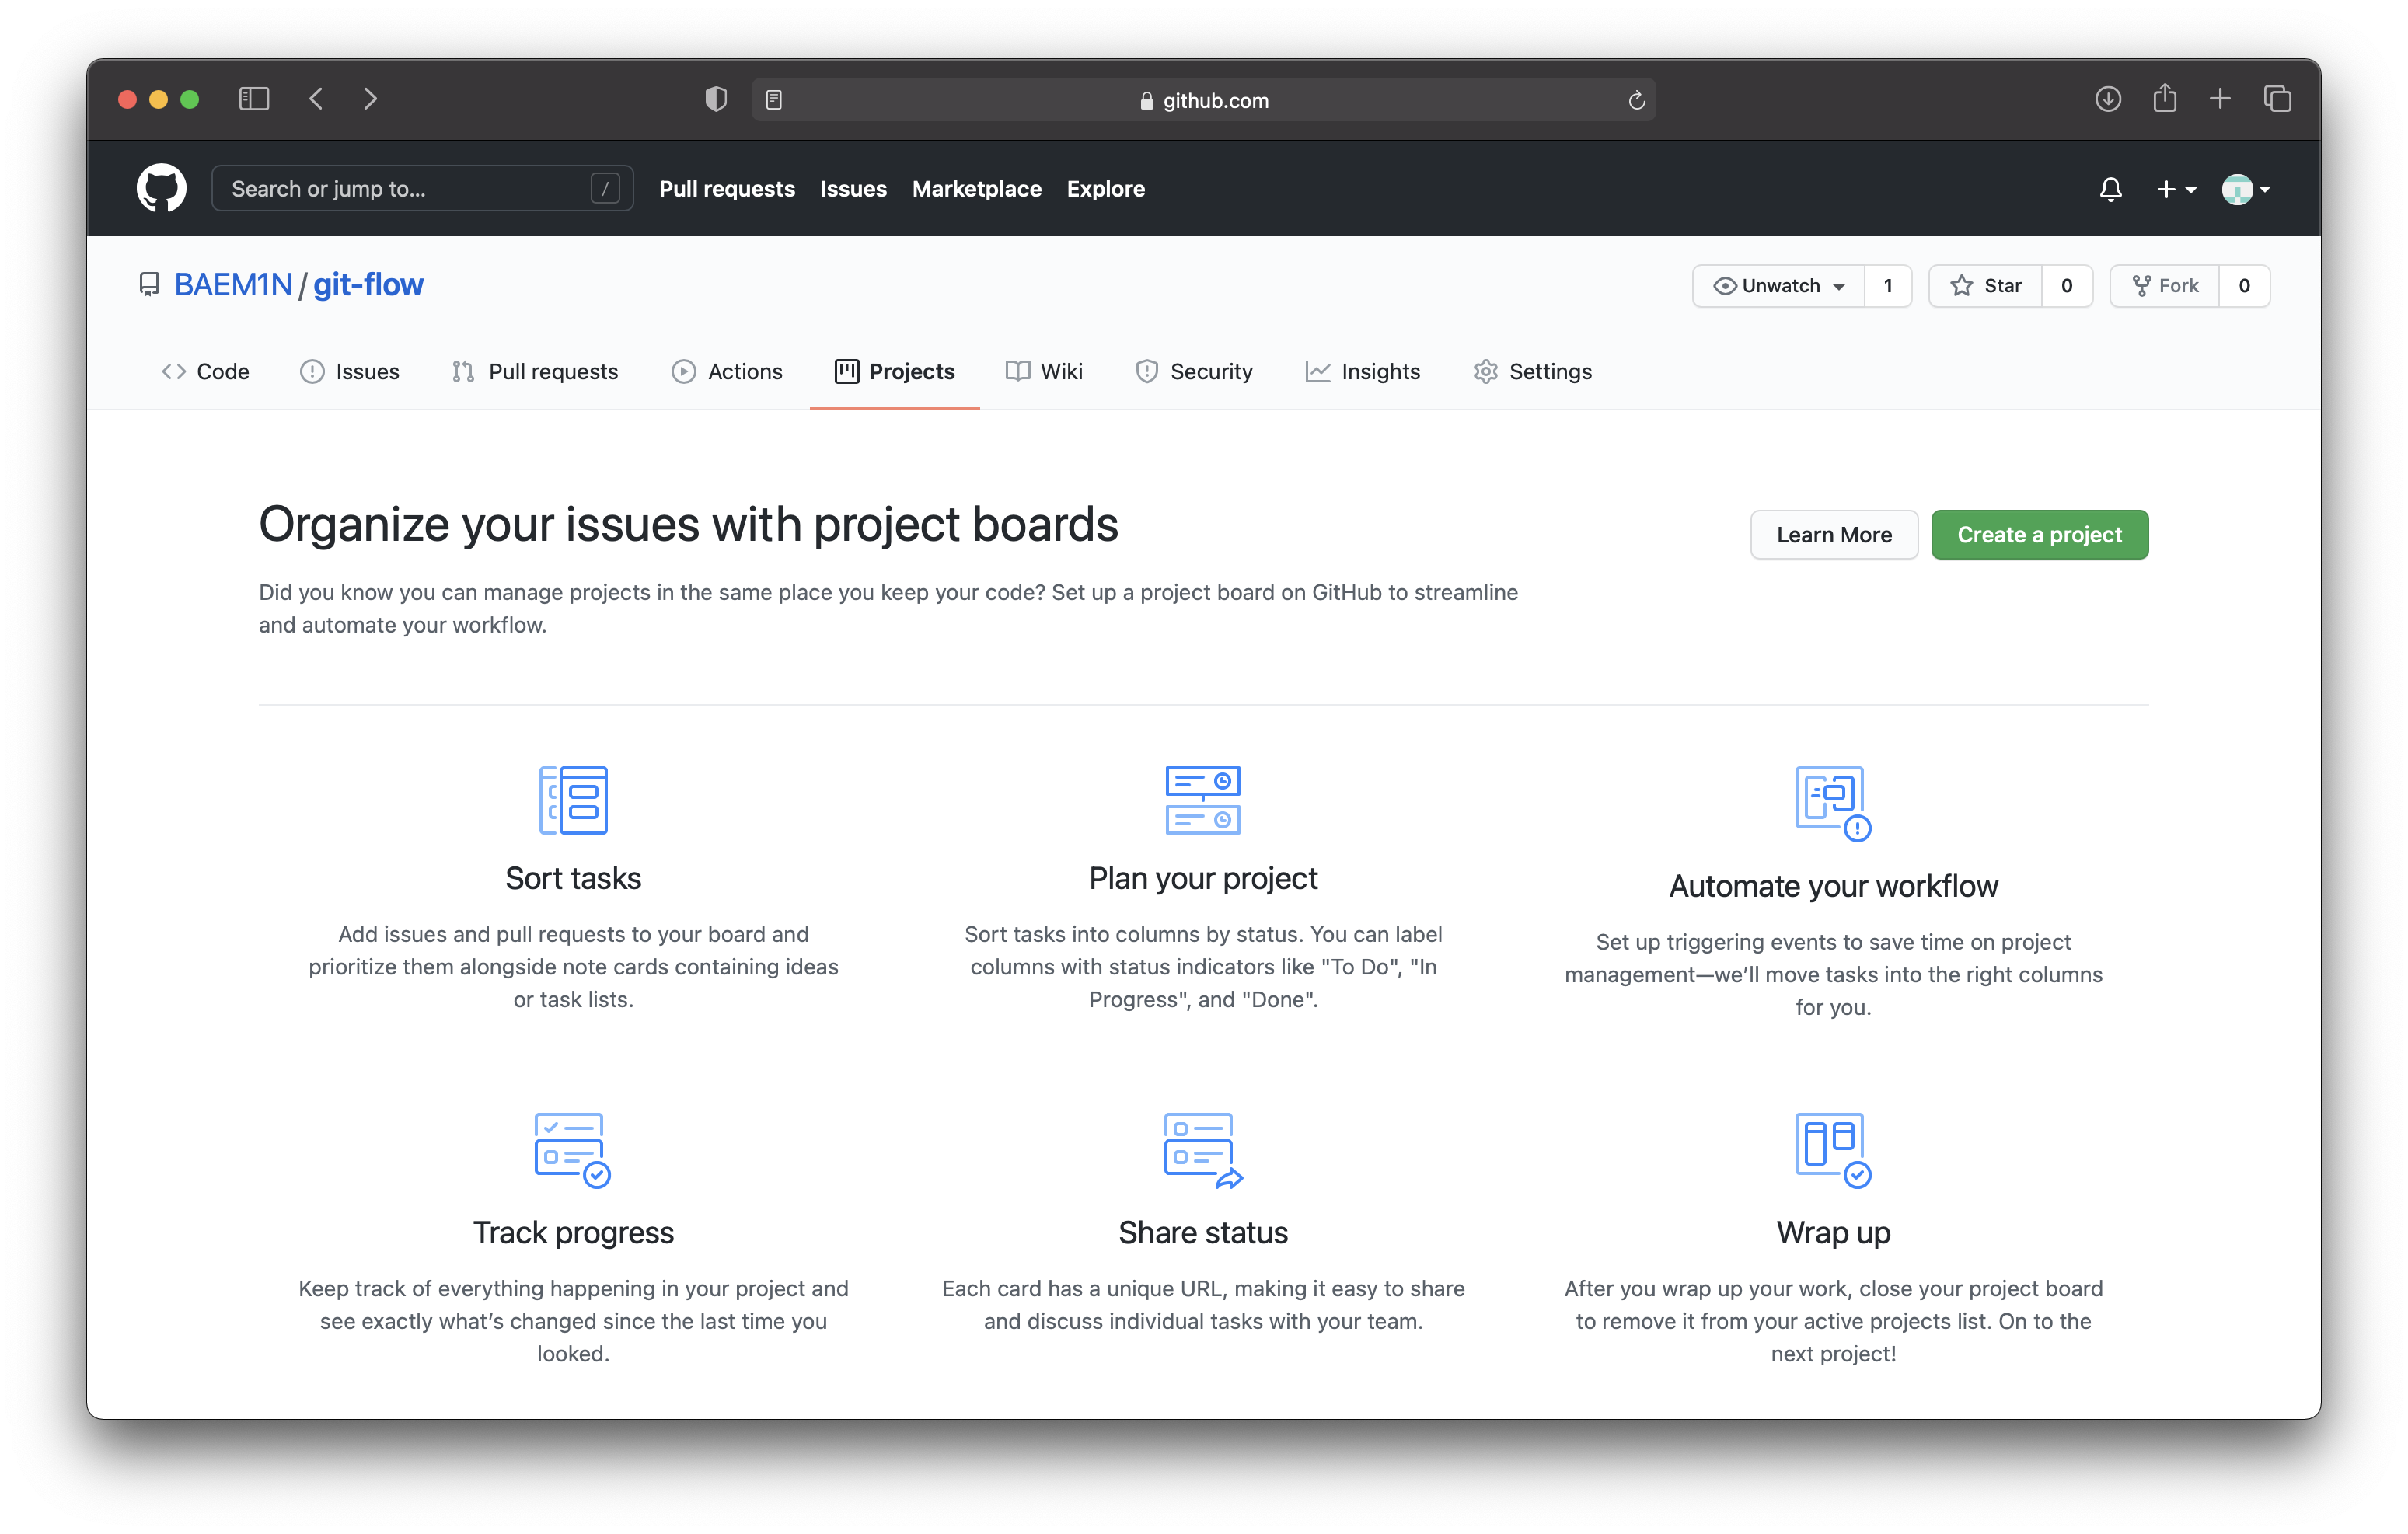 github.com
Search or jump to... /
Pull requests Issues Marketplace Explore
BAEM1N / git-flow
Unwatch 1 Star 0 Fork 0
Code Issues Pull requests Actions Projects Wiki Security Insights Settings
Organize your issues with project boards
Learn More Create a project
Did you know you can manage projects in the same place you keep your code? Set up a project board on GitHub to streamline
and automate your workflow.
Sort tasks
Add issues and pull requests to your board and
prioritize them alongside note cards containing ideas
or task lists.
Plan your project
Sort tasks into columns by status. You can label
columns with status indicators like "To Do", "In
Progress", and "Done".
Automate your workflow
Set up triggering events to save time on project
management—we’ll move tasks into the right columns
for you.
Track progress
Keep track of everything happening in your project and
see exactly what’s changed since the last time you
looked.
Share status
Each card has a unique URL, making it easy to share
and discuss individual tasks with your team.
Wrap up
After you wrap up your work, close your project board
to remove it from your active projects list. On to the
next project!